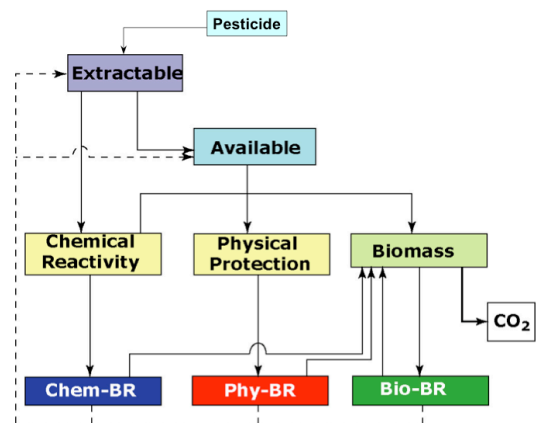 Pesticide
Extractable
Available
Chemical
Reactivity
Physical
Protection
Biomass
CO₂
Chem-BR
Phy-BR
Bio-BR